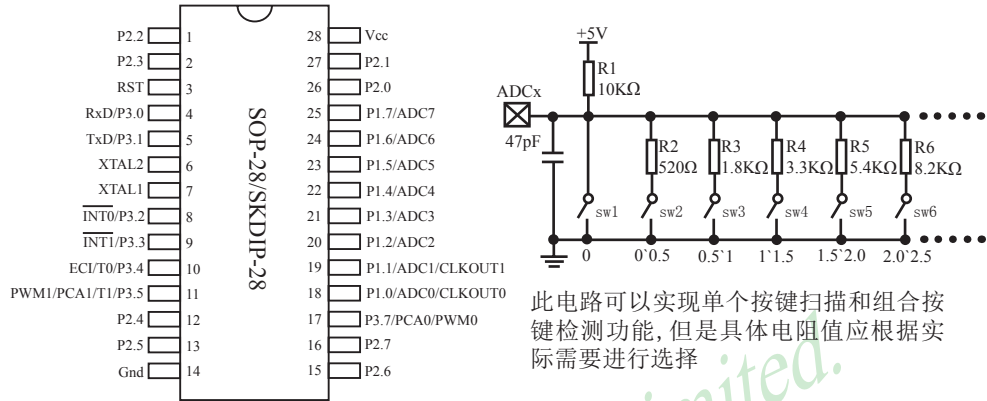 P2.2 1
P2.3 2
RST 3
RxD/P3.0 4
TxD/P3.1 5
XTAL2 6
XTAL1 7
INT0/P3.2 8
INT1/P3.3 9
ECI/T0/P3.4 10
PWM1/PCA1/T1/P3.5 11
P2.4 12
P2.5 13
Gnd 14
SOP-28/SKDIP-28
28 Vcc
27 P2.1
26 P2.0
25 P1.7/ADC7
24 P1.6/ADC6
23 P1.5/ADC5
22 P1.4/ADC4
21 P1.3/ADC3
20 P1.2/ADC2
19 P1.1/ADC1/CLKOUT1
18 P1.0/ADC0/CLKOUT0
17 P3.7/PCA0/PWM0
16 P2.7
15 P2.6
+5V
R1
10KΩ
ADCx
47pF
R2 R3 R4 R5 R6
520Ω 1.8KΩ 3.3KΩ 5.4KΩ 8.2KΩ
sw1 sw2 sw3 sw4 sw5 sw6
0 0`0.5 0.5`1 1`1.5 1.5`2.0 2.0`2.5
此电路可以实现单个按键扫描和组合按
键检测功能,但是具体电阻值应根据实
际需要进行选择